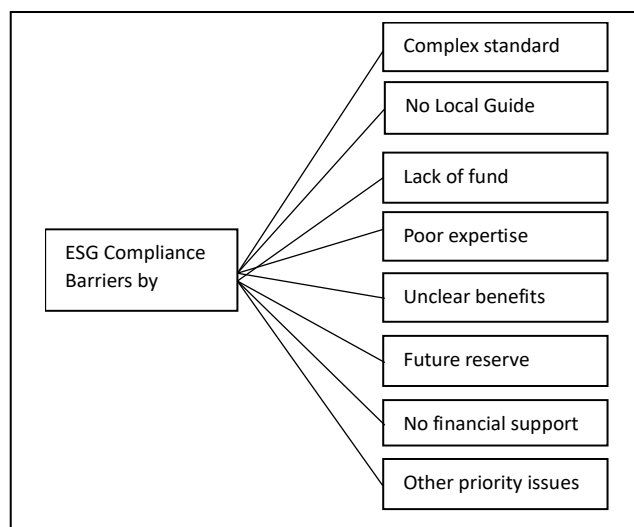 Complex standard
No Local Guide
Lack of fund
Poor expertise
ESG Compliance
Barriers by
Unclear benefits
Future reserve
No financial support
Other priority issues